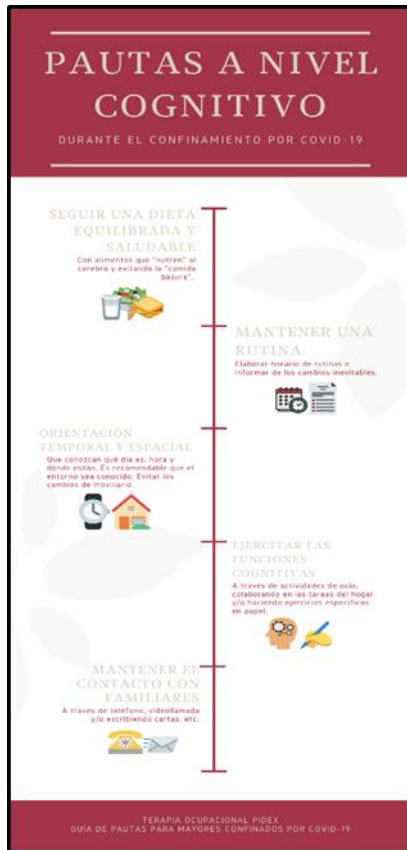 PAUTAS A NIVEL
COGNITIVO
DURANTE EL CONFINAMIENTO POR COVID-19
SEGUIR UNA DIETA
EQUILIBRADA Y
SALUDABLE
Con alimentos que "nutren" al
cerebro y evitando la "comida
basura"..
MANTENER UNA
RUTINA
Elaborar horario de rutinas e
informar de los cambios inevitables.
ORIENTACIÓN
TEMPORAL Y ESPACIAL
Que conozcan qué día es, hora y
dónde están. Es recomendable que el
entorno sea conocido. Evitar los
cambios de moviliario.
EJERCITAR LAS
FUNCIONES
COGNITIVAS
A través de actividades de ocio,
colaborando en las tareas del hogar
y/o haciendo ejercicios específicos
en papel.
MANTENER EL
CONTACTO CON
FAMILIARES
A través de teléfono, videollamada
y/o escribiendo cartas, etc.
TERAPIA OCUPACIONAL PIDEX
GUÍA DE PAUTAS PARA MAYORES CONFINADOS POR COVID-19